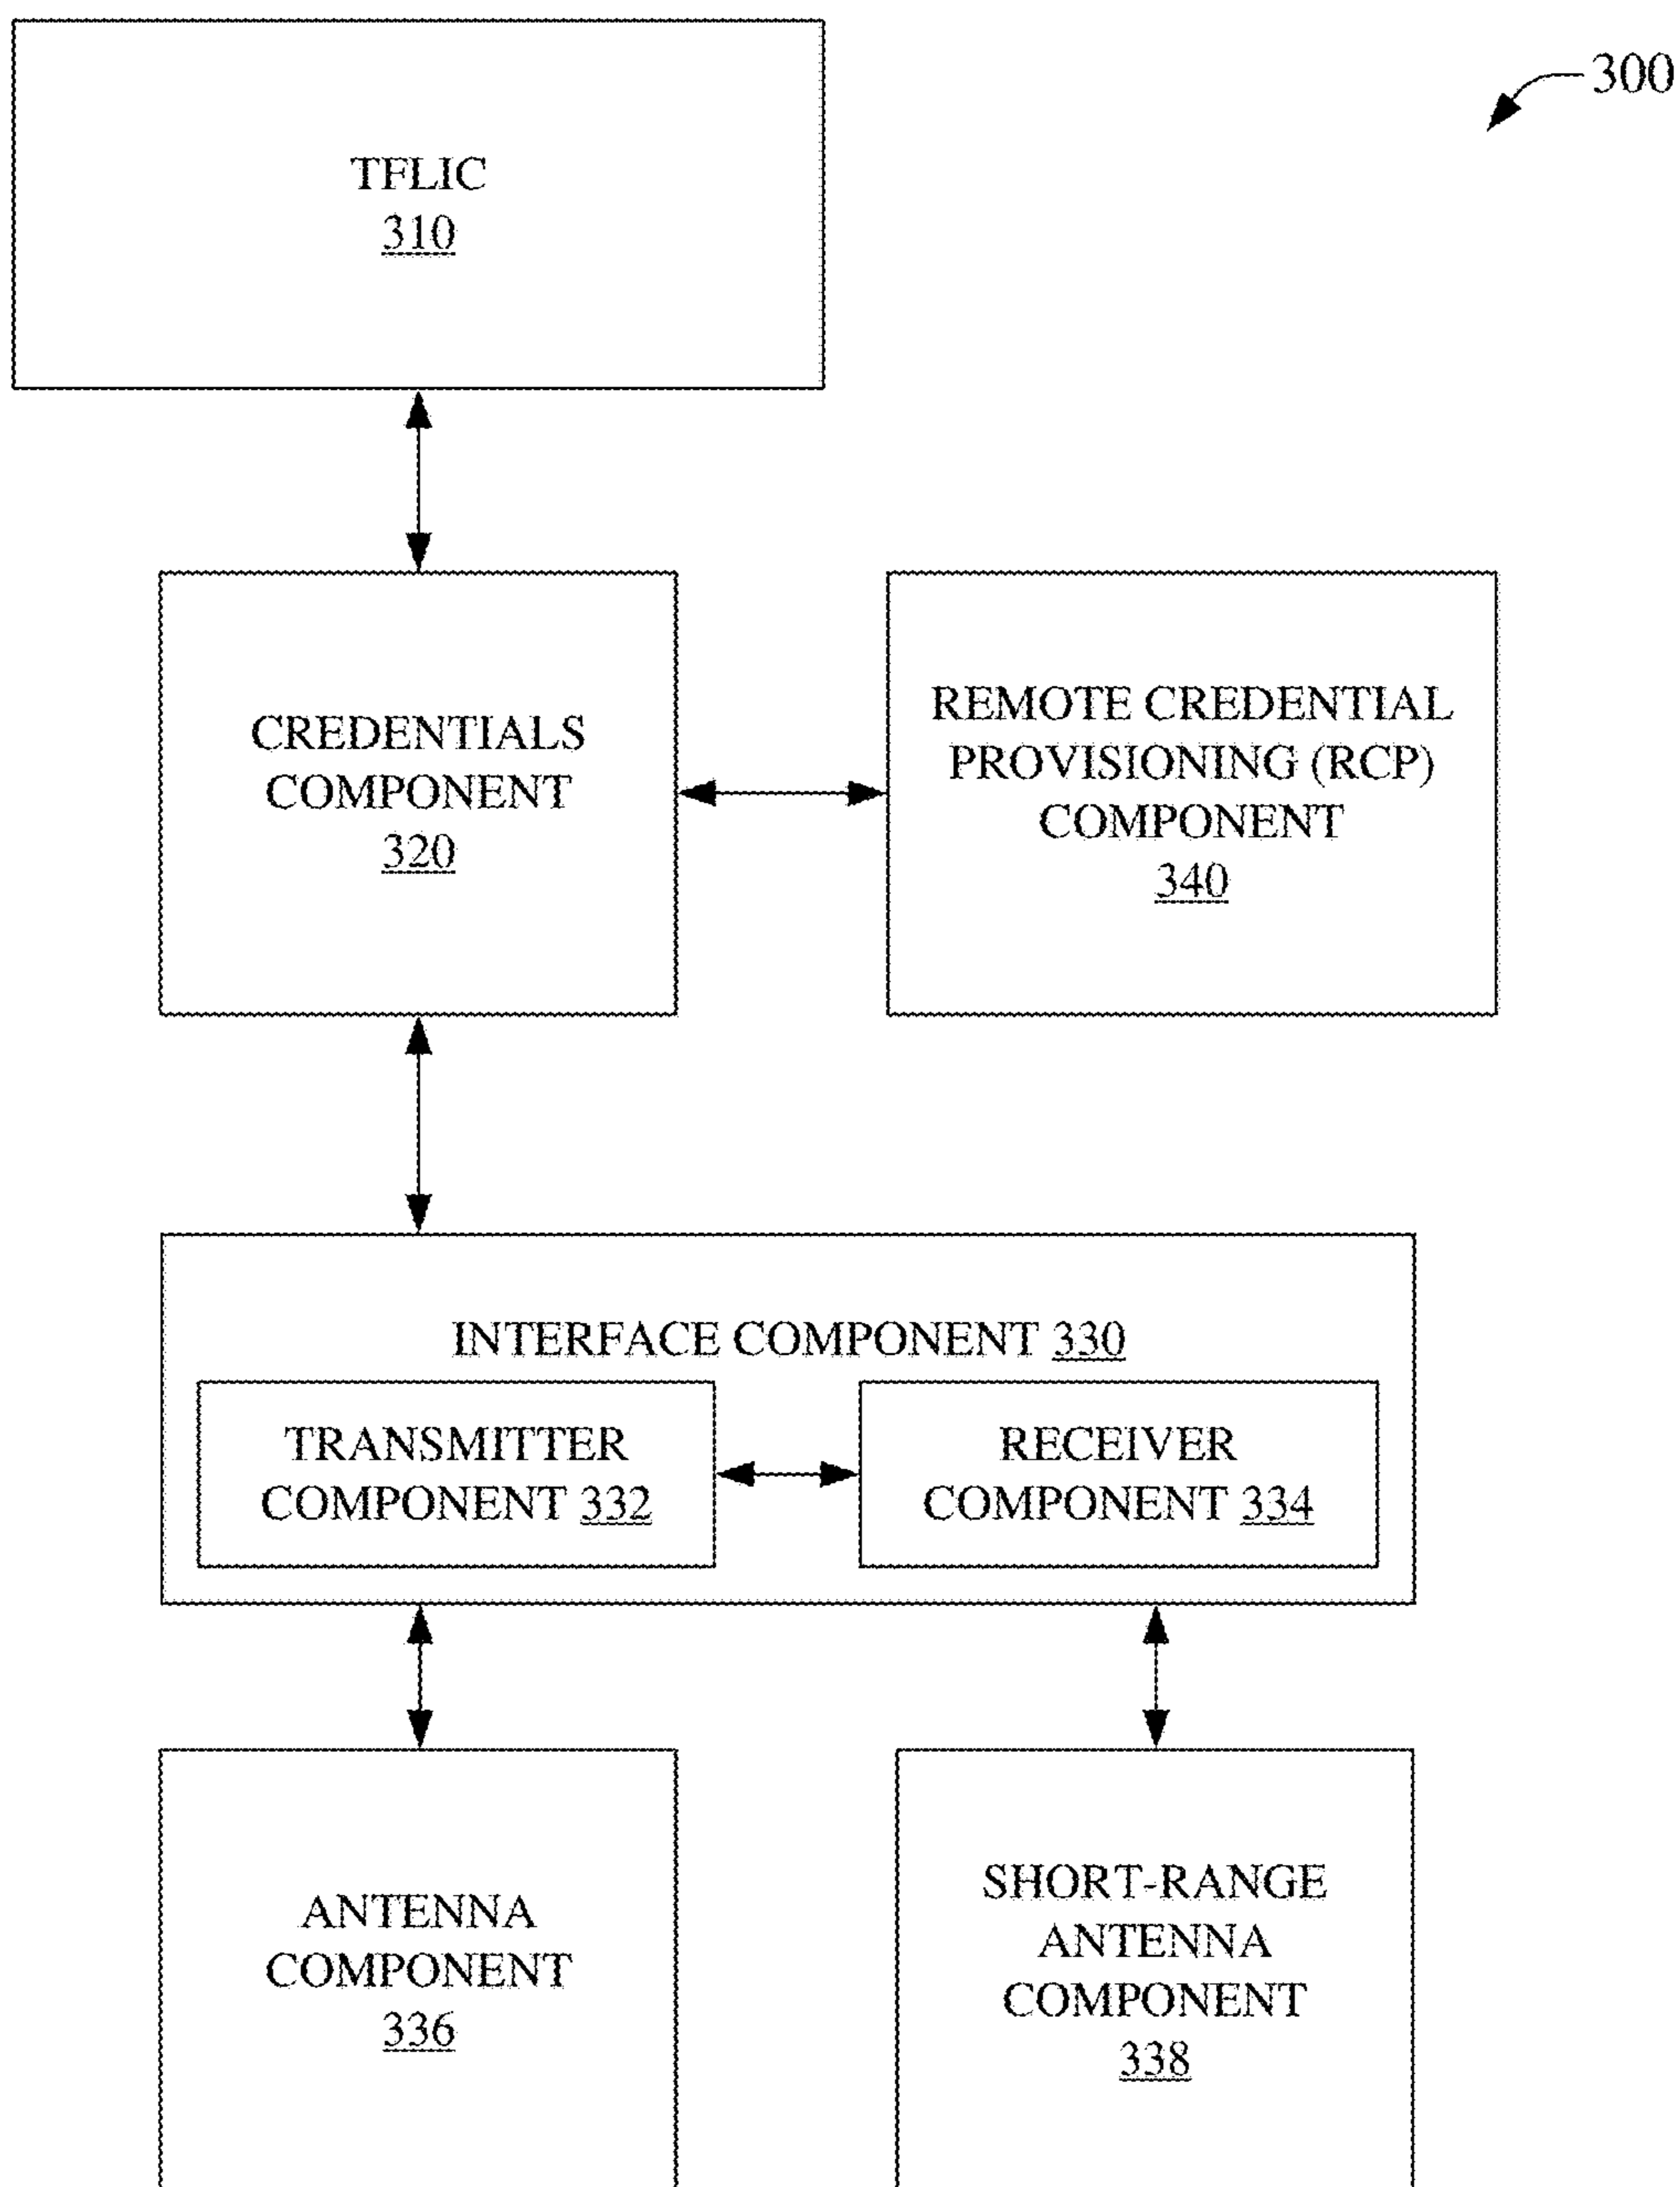 300
TFLIC
310
CREDENTIALS
COMPONENT
320
REMOTE CREDENTIAL
PROVISIONING (RCP)
COMPONENT
340
INTERFACE COMPONENT 330
TRANSMITTER
COMPONENT 332
RECEIVER
COMPONENT 334
ANTENNA
COMPONENT
336
SHORT-RANGE
ANTENNA
COMPONENT
338